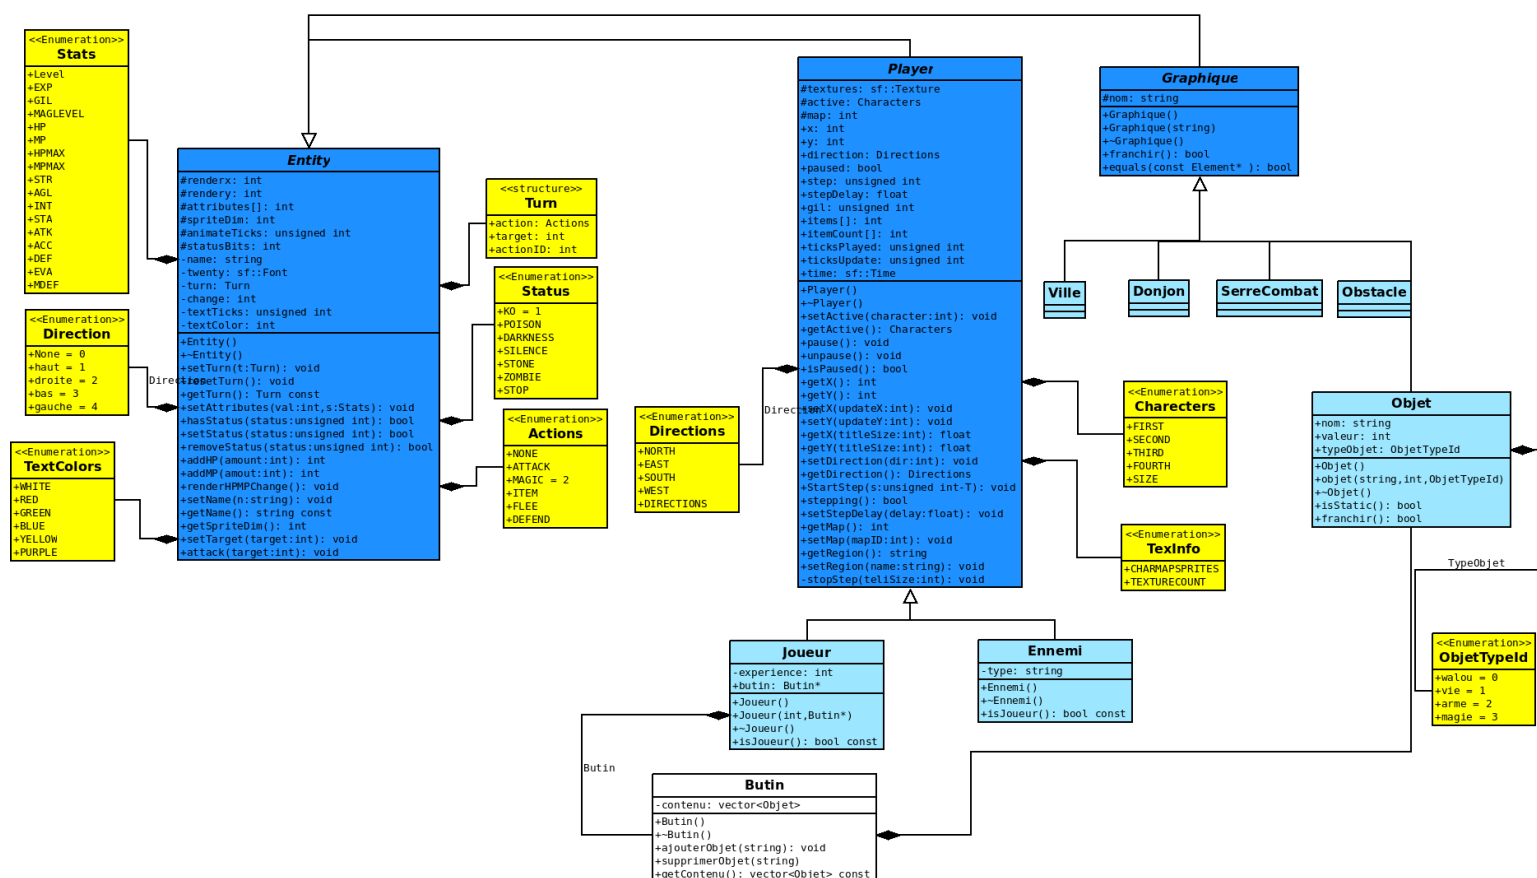 <<Enumeration>>
Stats
+Level
+EXP
+GIL
+MAGLEVEL
+HP
+MP
+HPMAX
+MPMAX
+STR
+AGL
+INT
+STA
+ATK
+ACC
+DEF
+EVA
+MDEF
<<Enumeration>>
Direction
+None = 0
+haut = 1
+droite = 2
+bas = 3
+gauche = 4
<<Enumeration>>
TextColors
+WHITE
+RED
+GREEN
+BLUE
+YELLOW
+PURPLE
Direction
Entity
#renderx: int
#rendery: int
#attributes[]: int
#spriteDim: int
#animateTicks: unsigned int
#statusBits: int
-name: string
-twenty: sf::Font
-turn: Turn
-change: int
-textTicks: unsigned int
-textColor: int
+Entity()
+~Entity()
+setTurn(t:Turn): void
+resetTurn(): void
+getTurn(): Turn const
+setAttributes(val:int,s:Stats): void
+hasStatus(status:unsigned int): bool
+setStatus(status:unsigned int): bool
+removeStatus(status:unsigned int): bool
+addHP(amount:int): int
+addMP(amout:int): int
+renderHPMPChange(): void
+setName(n:string): void
+getName(): string const
+getSpriteDim(): int
+setTarget(target:int): void
+attack(target:int): void
<<structure>>
Turn
+action: Actions
+target: int
+actionID: int
<<Enumeration>>
Status
+KO = 1
+POISON
+DARKNESS
+SILENCE
+STONE
+ZOMBIE
+STOP
<<Enumeration>>
Actions
+NONE
+ATTACK
+MAGIC = 2
+ITEM
+FLEE
+DEFEND
<<Enumeration>>
Directions
+NORTH
+EAST
+SOUTH
+WEST
+DIRECTIONS
Direction
Player
#textures: sf::Texture
#active: Characters
#map: int
+x: int
+y: int
+direction: Directions
+paused: bool
+step: unsigned int
+stepDelay: float
+gil: unsigned int
+items[]: int
+itemCount[]: int
+ticksPlayed: unsigned int
+ticksUpdate: unsigned int
+time: sf::Time
+Player()
+~Player()
+setActive(character:int): void
+getActive(): Characters
+pause(): void
+unpause(): void
+isPaused(): bool
+getX(): int
+getY(): int
+setX(updateX:int): void
+setY(updateY:int): void
+getX(titleSize:int): float
+getY(titleSize:int): float
+setDirection(dir:int): void
+getDirection(): Directions
+StartStep(s:unsigned int-T): void
+stepping(): bool
+setStepDelay(delay:float): void
+getMap(): int
+setMap(mapID:int): void
+getRegion(): string
+setRegion(name:string): void
-stopStep(teliSize:int): void
Graphique
#nom: string
+Graphique()
+Graphique(string)
+~Graphique()
+franchir(): bool
+equals(const Element* ): bool
Ville
Donjon
SerreCombat
Obstacle
<<Enumeration>>
Charecters
+FIRST
+SECOND
+THIRD
+FOURTH
+SIZE
<<Enumeration>>
TexInfo
+CHARMAPSPRITES
+TEXTURECOUNT
Objet
+nom: string
+valeur: int
+typeObjet: ObjetTypeId
+Objet()
+objet(string,int,ObjetTypeId)
+~Objet()
+isStatic(): bool
+franchir(): bool
TypeObjet
<<Enumeration>>
ObjetTypeId
+walou = 0
+vie = 1
+arme = 2
+magie = 3
Joueur
-experience: int
+butin: Butin*
+Joueur()
+Joueur(int,Butin*)
+~Joueur()
+isJoueur(): bool const
Ennemi
-type: string
+Ennemi()
+~Ennemi()
+isJoueur(): bool const
Butin
Butin
-contenu: vector<Objet>
+Butin()
+~Butin()
+ajouterObjet(string): void
+supprimerObjet(string)
+getContenu(): vector<Objet> const